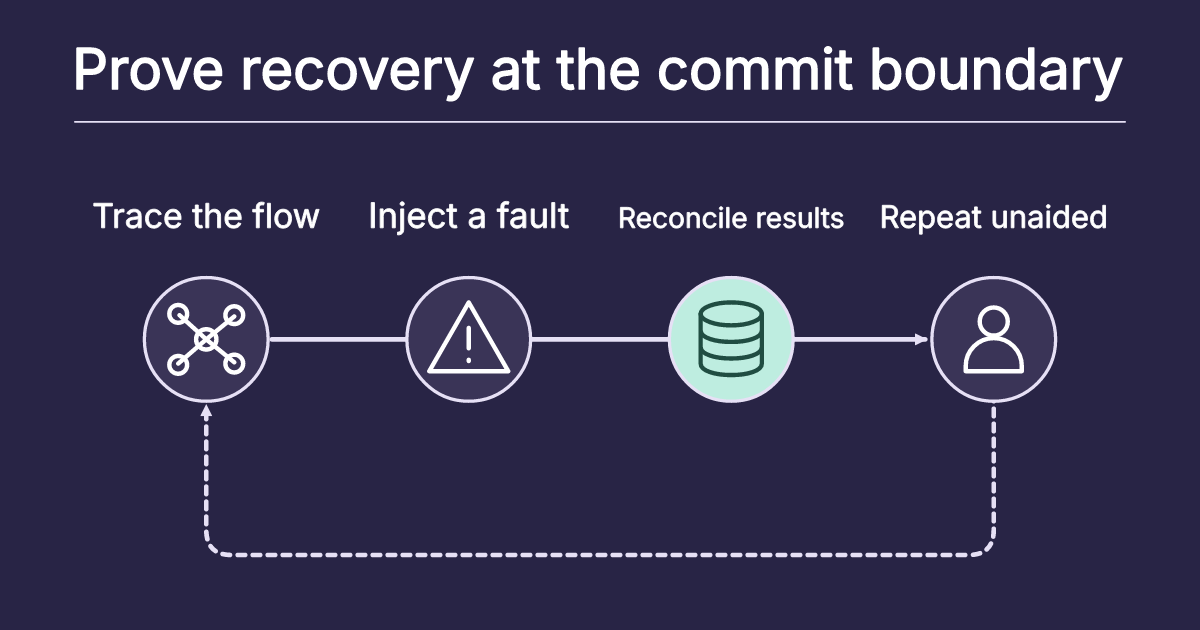 Prove recovery at the commit boundary
Trace the flow
Inject a fault
Reconcile results
Repeat unaided